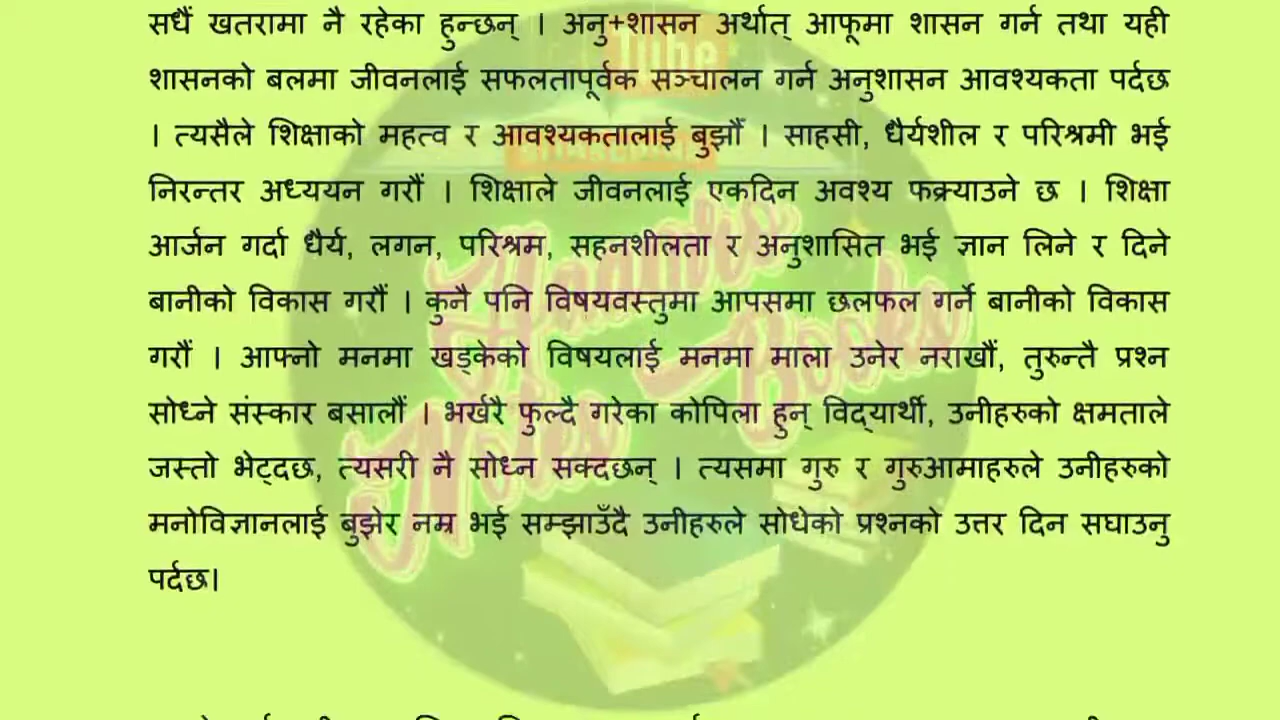 सधैं खतरामा नै रहेका हुन्छन् । अनु+शासन अर्थात् आफूमा शासन गर्न तथा यही
शासनको बलमा जीवनलाई सफलतापूर्वक सञ्चालन गर्न अनुशासन आवश्यकता पर्दछ
। त्यसैले शिक्षाको महत्व र आवश्यकतालाई बुझौं । साहसी, धैर्यशील र परिश्रमी भई
निरन्तर अध्ययन गरौं । शिक्षाले जीवनलाई एकदिन अवश्य फक्र्याउने छ । शिक्षा
आर्जन गर्दा धैर्य, लगन, परिश्रम, सहनशीलता र अनुशासित भई ज्ञान लिने र दिने
बानीको विकास गरौं । कुनै पनि विषयवस्तुमा आपसमा छलफल गर्ने बानीको विकास
गरौं । आफ्नो मनमा खड्केको विषयलाई मनमा माला उनेर नराखौं, तुरुन्तै प्रश्न
सोध्ने संस्कार बसालौं । भर्खरै फुल्दै गरेका कोपिला हुन् विद्यार्थी, उनीहरुको क्षमताले
जस्तो भेट्दछ, त्यसरी नै सोध्न सक्दछन् । त्यसमा गुरु र गुरुआमाहरुले उनीहरुको
मनोविज्ञानलाई बुझेर नम्र भई सम्झाउँदै उनीहरुले सोधेको प्रश्नको उत्तर दिन सघाउनु
पर्दछ।
Tube
Books
Notes